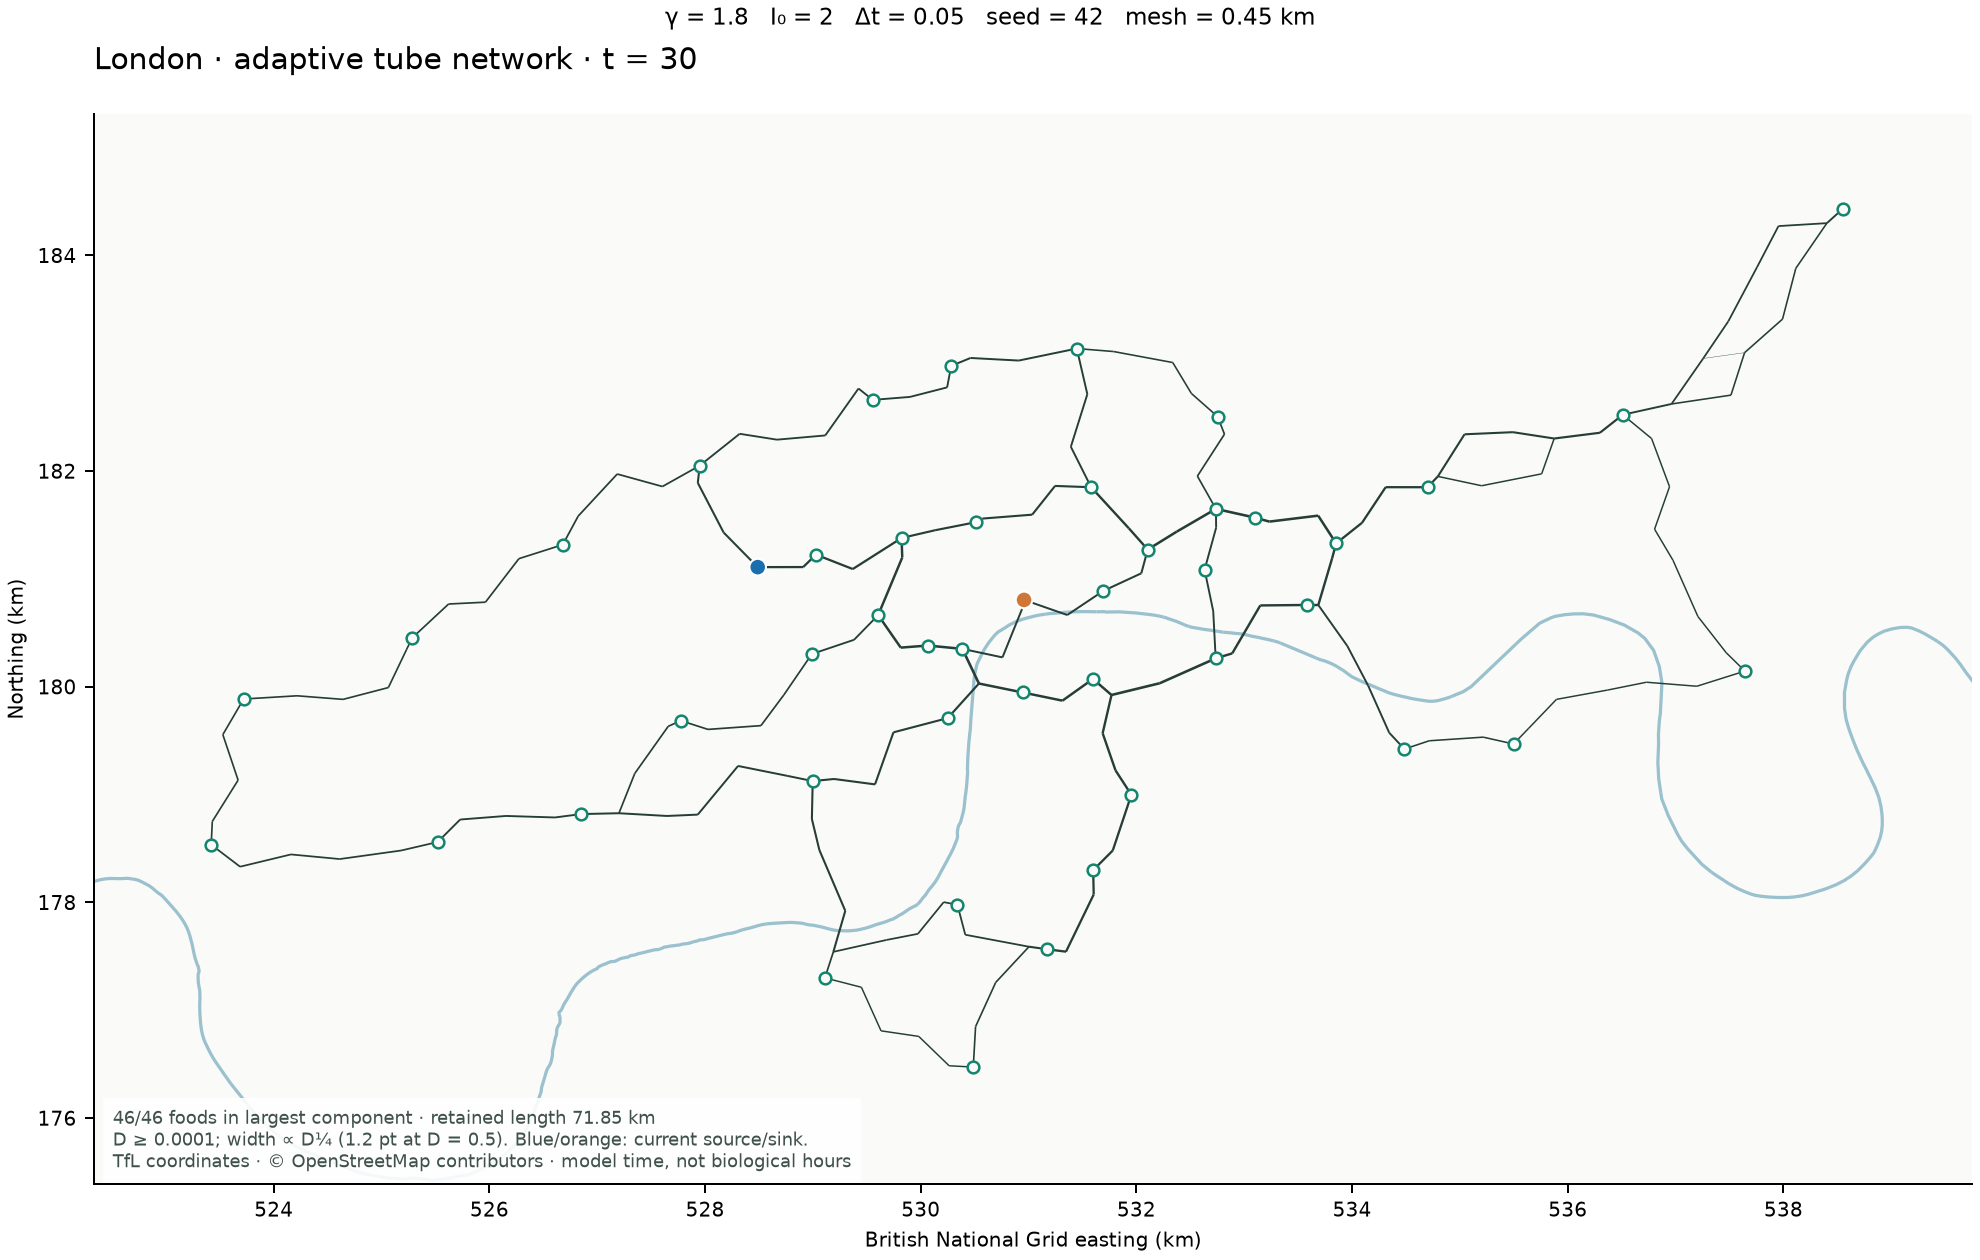 γ = 1.8   I₀ = 2   Δt = 0.05   seed = 42   mesh = 0.45 km
London · adaptive tube network · t = 30
184
182
180
178
176
Northing (km)
46/46 foods in largest component · retained length 71.85 km
D ≥ 0.0001; width ∝ D¼ (1.2 pt at D = 0.5). Blue/orange: current source/sink.
TfL coordinates · © OpenStreetMap contributors · model time, not biological hours
524 526 528 530 532 534 536 538
British National Grid easting (km)